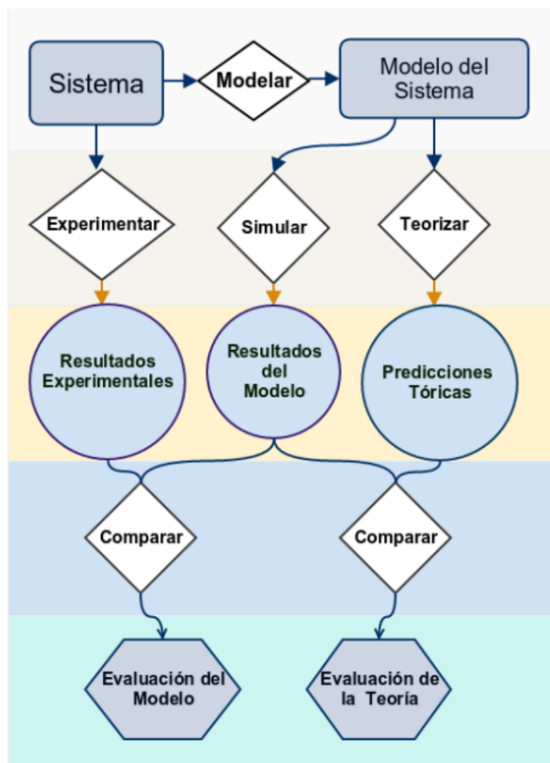 Sistema
Modelar
Modelo del
Sistema
Experimentar
Simular
Teorizar
Resultados
Experimentales
Resultados
del
Modelo
Predicciones
Tóricas
Comparar
Comparar
Evaluación del
Modelo
Evaluación de
la Teoría